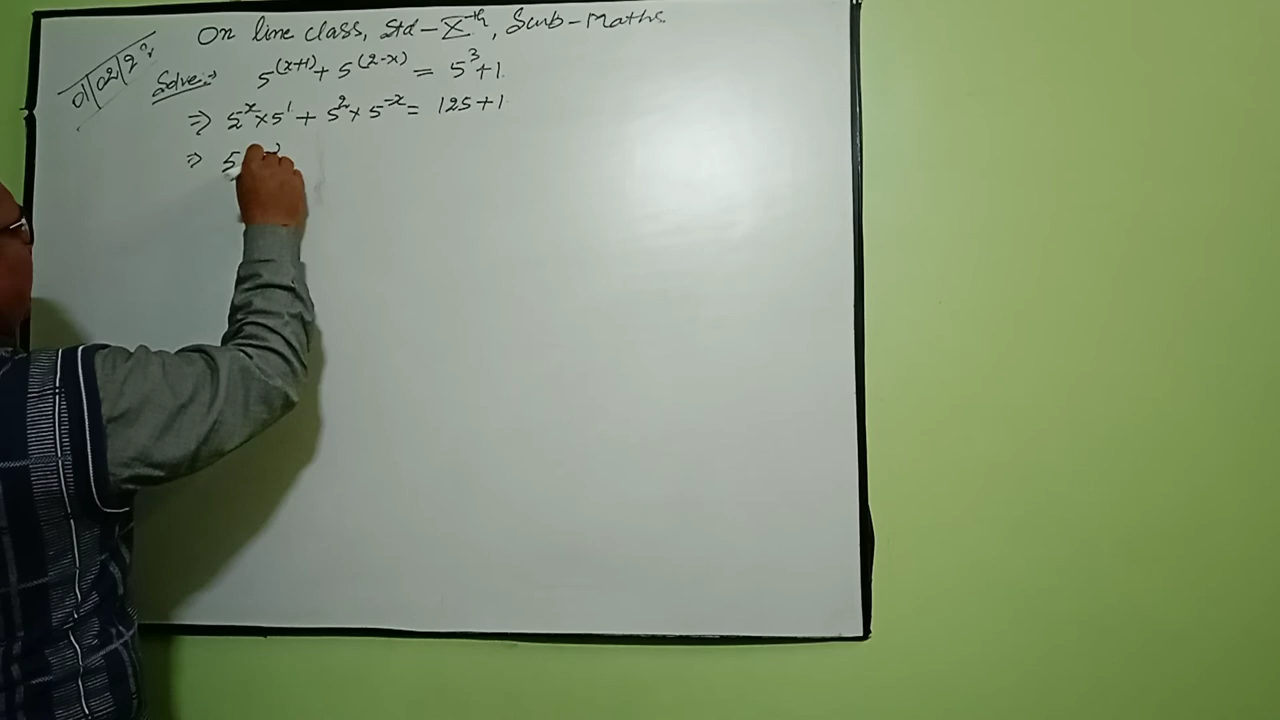 On line class, Std - X^th, Sub - Maths.
01/02/22
Solve:- 5^(x+1) + 5^(2-x) = 5^3 + 1
⇒ 5^x × 5^1 + 5^2 × 5^-x = 125 + 1
⇒ 5